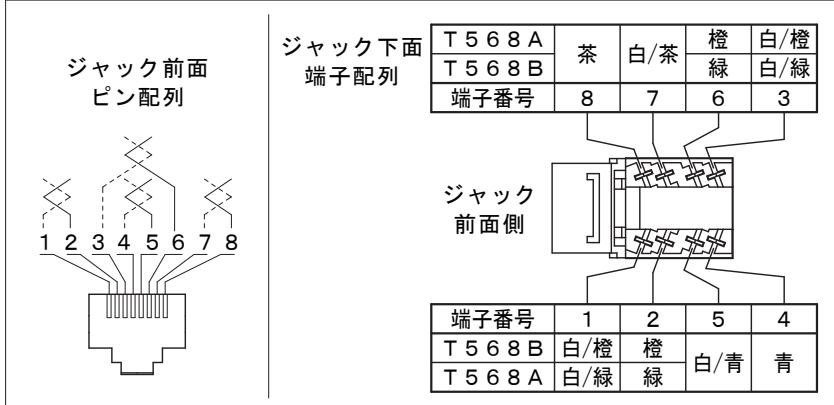 ジャック前面
ピン配列
1 2 3 4 5 6 7 8
ジャック下面
端子配列
T568A 茶 白/茶 橙 白/橙
T568B 緑 白/緑
端子番号 8 7 6 3
ジャック
前面側
端子番号 1 2 5 4
T568B 白/橙 橙 白/青 青
T568A 白/緑 緑